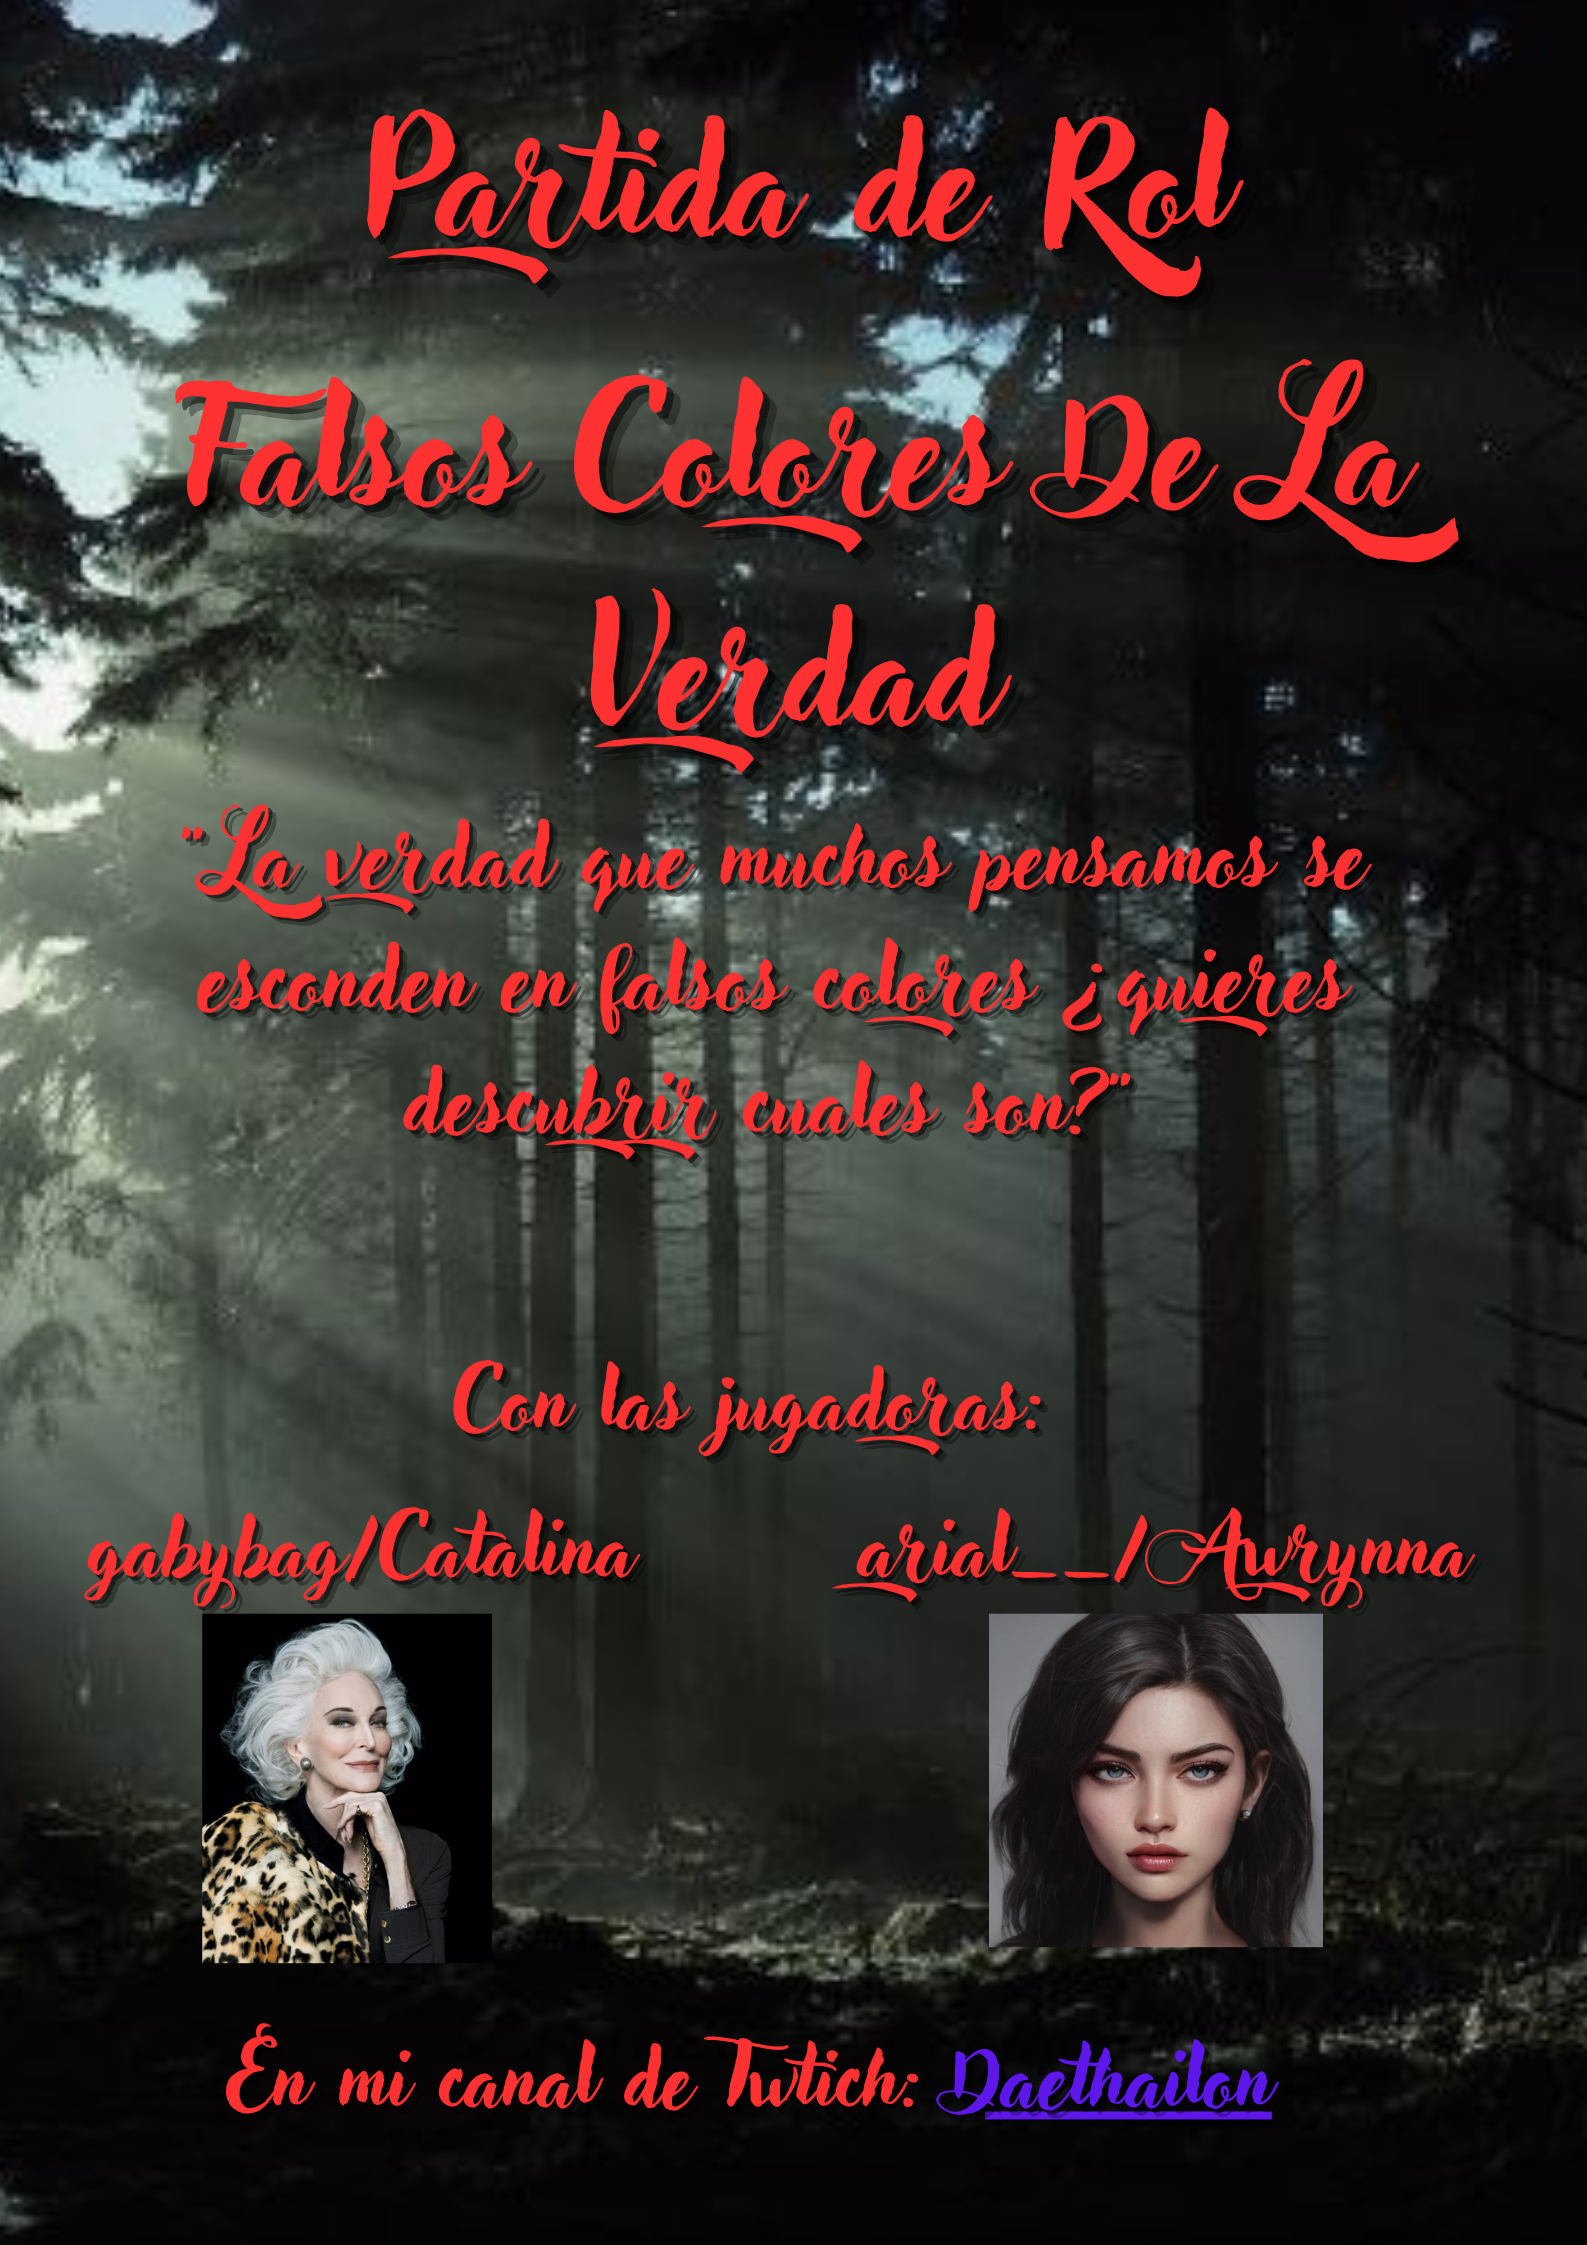 Partida de Rol
Falsos Colores De La
Verdad
"La verdad que muchos pensamos se
esconden en falsos colores ¿quieres
descubrir cuales son?"
Con las jugadoras:
gabybag/Catalina
arial__/Awrynna
En mi canal de Twtich: Daethailon